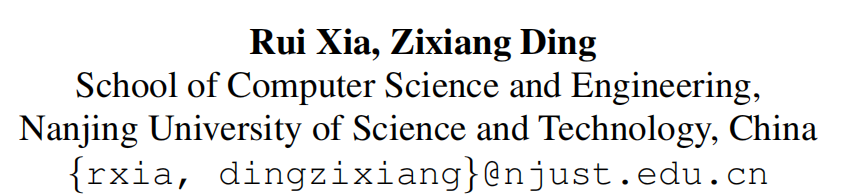 Rui Xia, Zixiang Ding
School of Computer Science and Engineering,
Nanjing University of Science and Technology, China
{rxia, dingzixiang}@njust.edu.cn